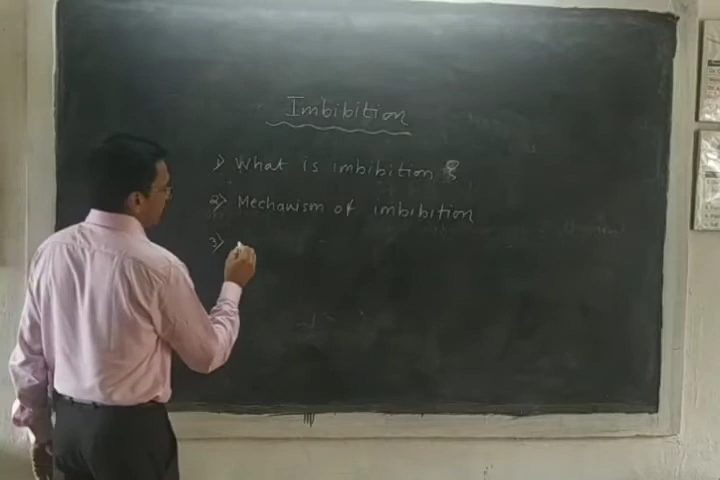 Imbibition
1) What is imbibition ?
2) Mechanism of imbibition
3)